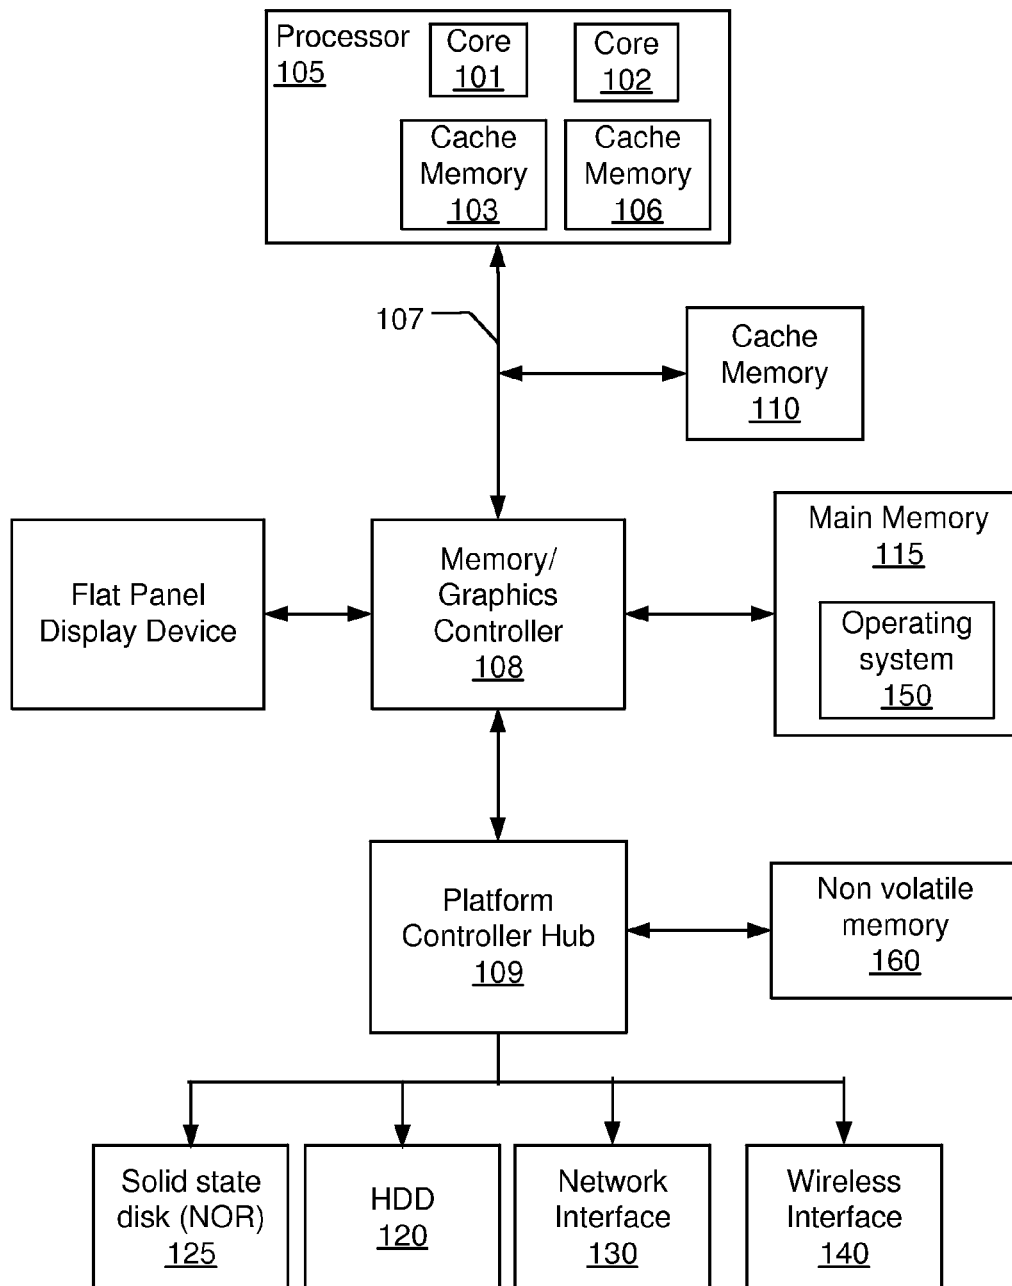 Processor
105
Core
101
Core
102
Cache
Memory
103
Cache
Memory
106
107
Cache
Memory
110
Flat Panel
Display Device
Memory/
Graphics
Controller
108
Main Memory
115
Operating
system
150
Platform
Controller Hub
109
Non volatile
memory
160
Solid state
disk (NOR)
125
HDD
120
Network
Interface
130
Wireless
Interface
140